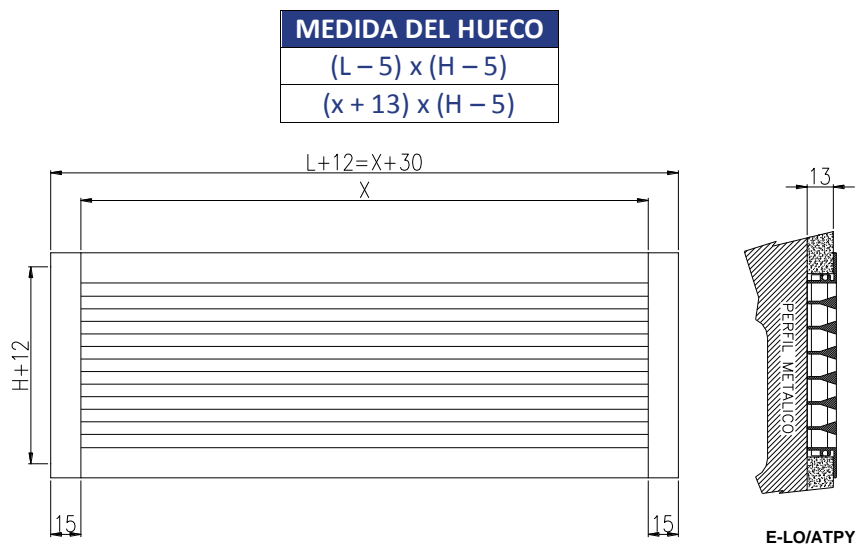 MEDIDA DEL HUECO
(L – 5) x (H – 5)
(x + 13) x (H – 5)
L+12=X+30
X
13
H+12
PERFIL METALICO
15
15
E-LO/ATPY